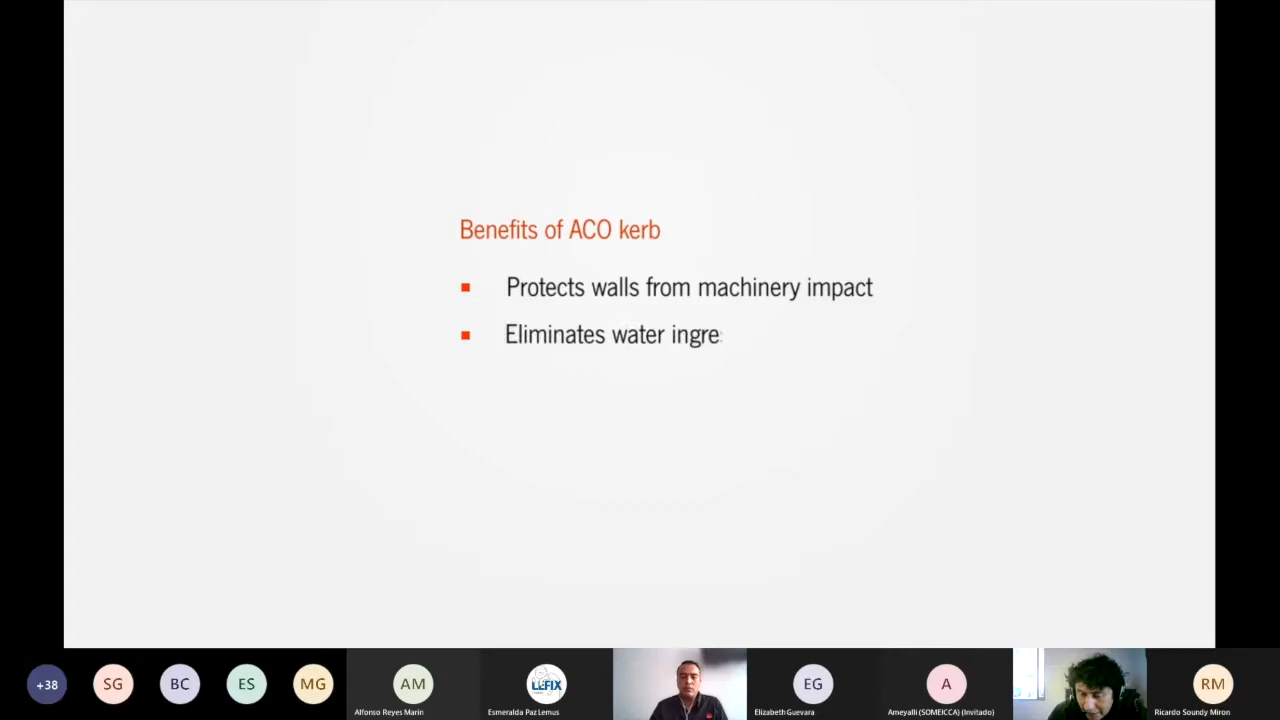 Benefits of ACO kerb
Protects walls from machinery impact
Eliminates water ingre
+38
SG
BC
ES
MG
AM
LEFIX
EG
A
RM
Alfonso Reyes Marin
Esmeralda Paz Lemus
Elizabeth Guevara
Ameyalli (SOMEICCA) (Invitado)
Ricardo Soundy Miron